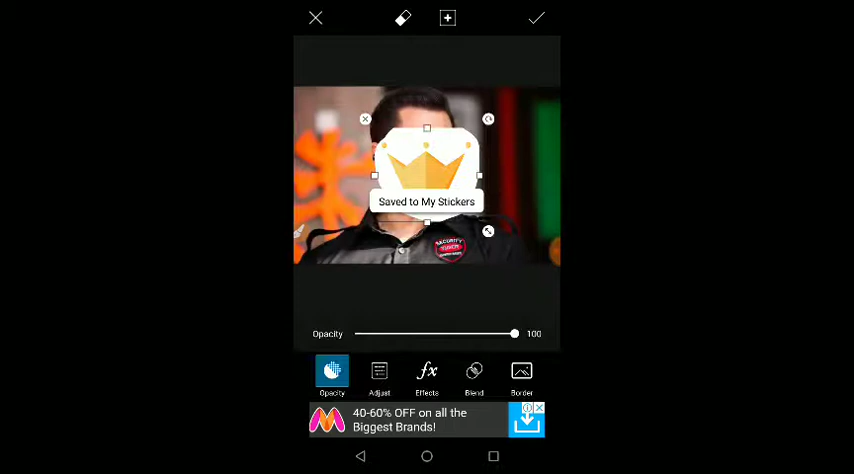 Saved to My Stickers
SECURITY
Opacity 100
Opacity Adjust Effects Blend Border
40-60% OFF on all the
Biggest Brands!